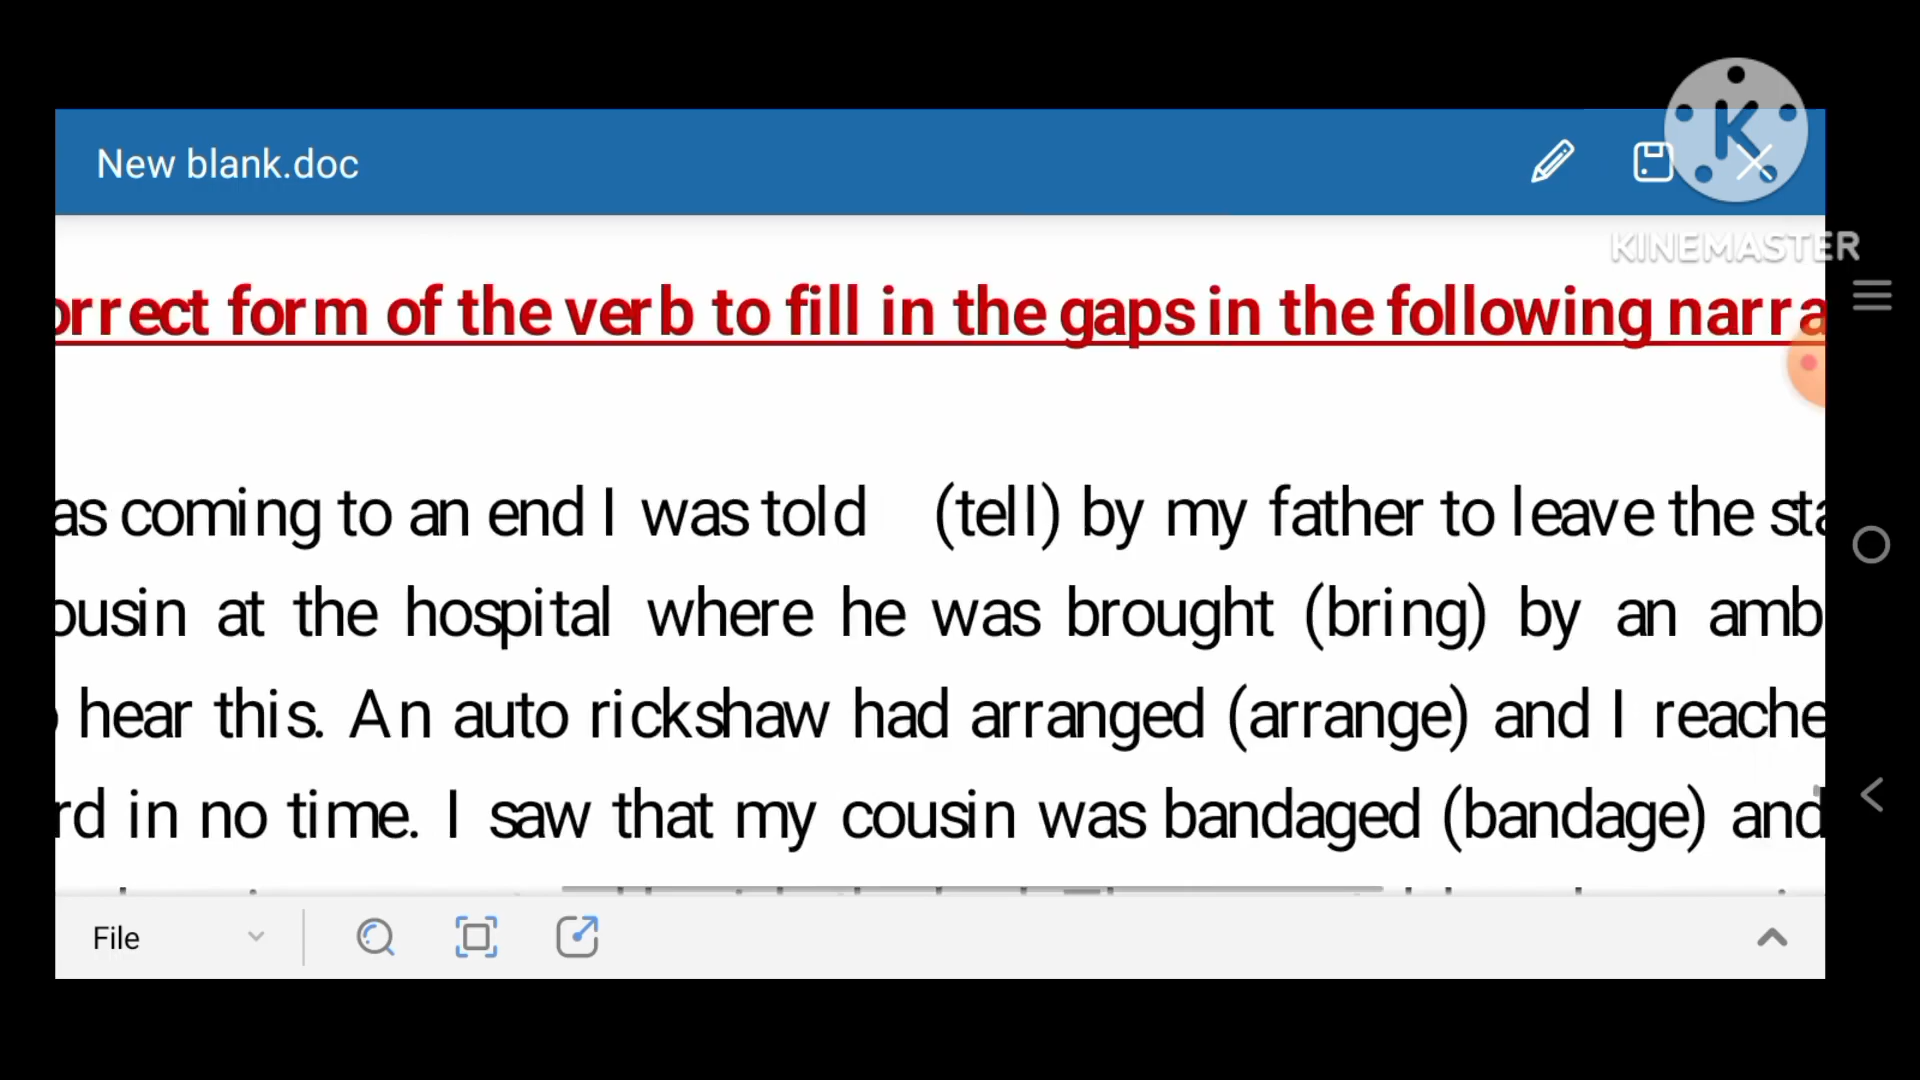 New blank.doc
KINEMASTER
orrect form of the verb to fill in the gaps in the following narra
as coming to an end I was told (tell) by my father to leave the sta
ousin at the hospital where he was brought (bring) by an amb
hear this. An auto rickshaw had arranged (arrange) and I reache
rd in no time. I saw that my cousin was bandaged (bandage) and
File